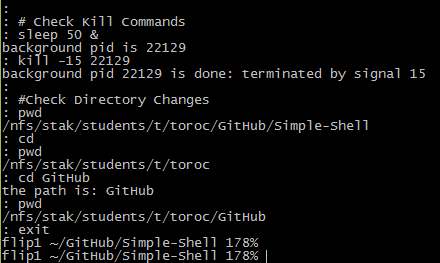 :
: # Check Kill Commands
: sleep 50 &
background pid is 22129
: kill -15 22129
background pid 22129 is done: terminated by signal 15
:
: #Check Directory Changes
: pwd
/nfs/stak/students/t/toroc/GitHub/Simple-Shell
: cd
: pwd
/nfs/stak/students/t/toroc
: cd GitHub
the path is: GitHub
: pwd
/nfs/stak/students/t/toroc/GitHub
: exit
flip1 ~/GitHub/Simple-Shell 178%
flip1 ~/GitHub/Simple-Shell 178%